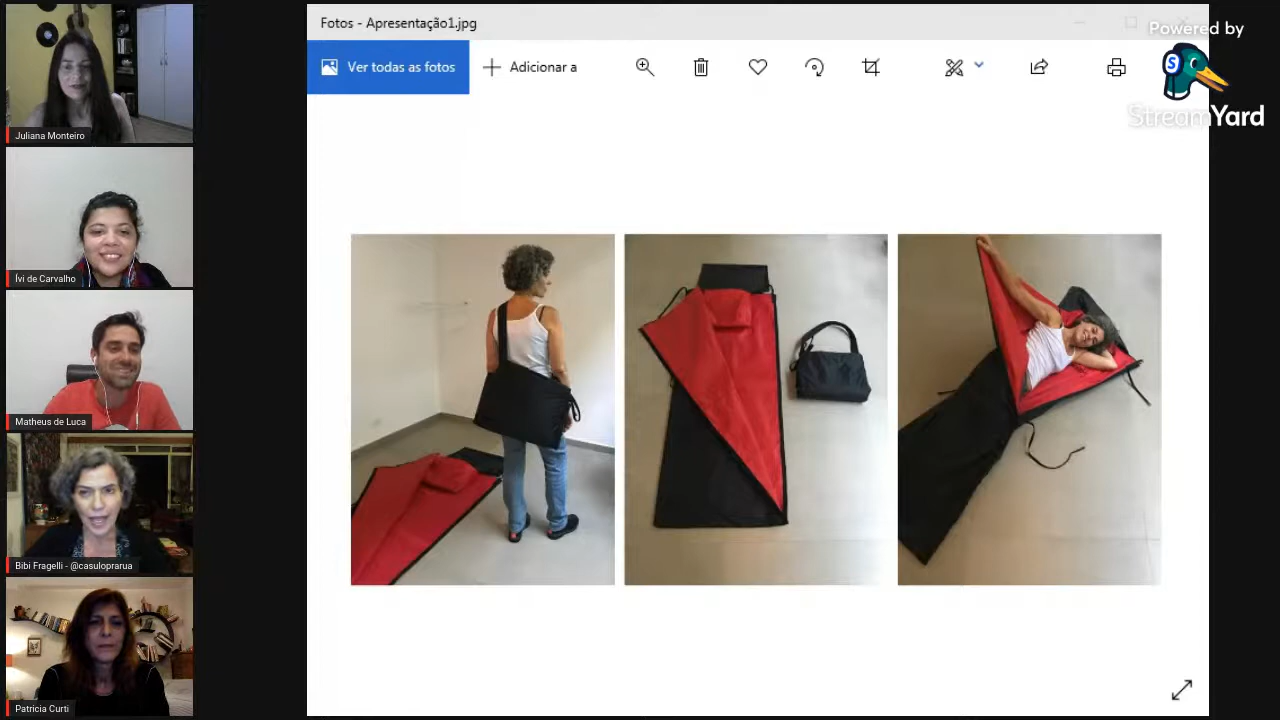 Fotos - Apresentação1.jpg
Ver todas as fotos
Adicionar a
Powered by
S
StreamYard
Juliana Monteiro
Ívi de Carvalho
Matheus de Luca
Bibi Fragelli - @casuloprarua
Patricia Curti